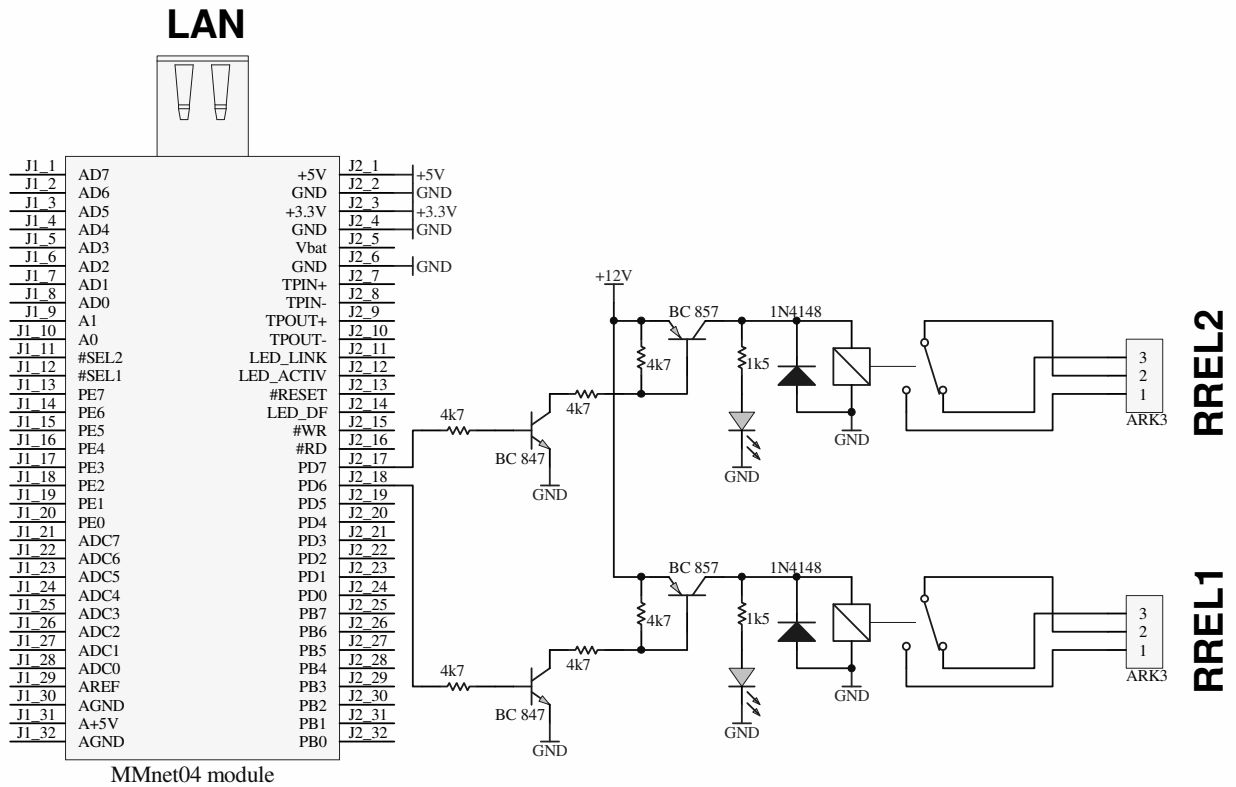 LAN
J1_1 AD7 +5V J2_1 +5V
J1_2 AD6 GND J2_2 GND
J1_3 AD5 +3.3V J2_3 +3.3V
J1_4 AD4 GND J2_4 GND
J1_5 AD3 Vbat J2_5
J1_6 AD2 GND J2_6 GND
J1_7 AD1 TPIN+ J2_7
J1_8 AD0 TPIN- J2_8
J1_9 A1 TPOUT+ J2_9
J1_10 A0 TPOUT- J2_10
J1_11 #SEL2 LED_LINK J2_11
J1_12 #SEL1 LED_ACTIV J2_12
J1_13 PE7 #RESET J2_13
J1_14 PE6 LED_DF J2_14
J1_15 PE5 #WR J2_15
J1_16 PE4 #RD J2_16
J1_17 PE3 PD7 J2_17
J1_18 PE2 PD6 J2_18
J1_19 PE1 PD5 J2_19
J1_20 PE0 PD4 J2_20
J1_21 ADC7 PD3 J2_21
J1_22 ADC6 PD2 J2_22
J1_23 ADC5 PD1 J2_23
J1_24 ADC4 PD0 J2_24
J1_25 ADC3 PB7 J2_25
J1_26 ADC2 PB6 J2_26
J1_27 ADC1 PB5 J2_27
J1_28 ADC0 PB4 J2_28
J1_29 AREF PB3 J2_29
J1_30 AGND PB2 J2_30
J1_31 A+5V PB1 J2_31
J1_32 AGND PB0 J2_32
MMnet04 module
+12V
BC 857
1N4148
4k7
1k5
4k7
4k7
BC 847
GND
GND
GND
3
2
1
ARK3
RREL2
BC 857
1N4148
4k7
1k5
4k7
4k7
BC 847
GND
GND
GND
3
2
1
ARK3
RREL1